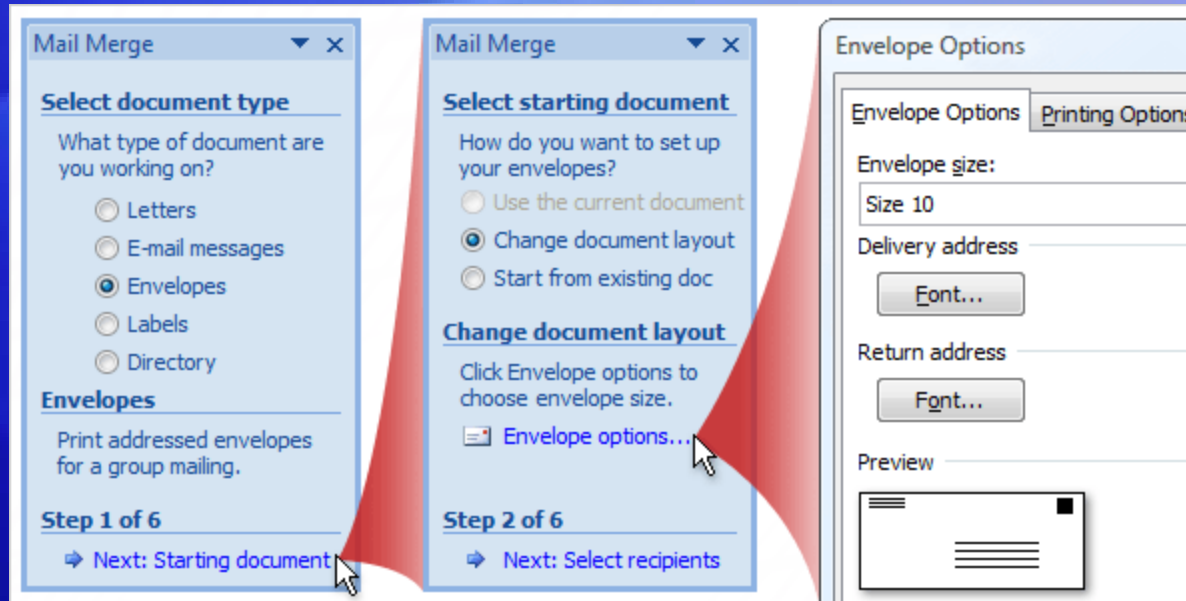 Mail Merge
Select document type
What type of document are
you working on?
Letters
E-mail messages
Envelopes
Labels
Directory
Envelopes
Print addressed envelopes
for a group mailing.
Step 1 of 6
Next: Starting document
Mail Merge
Select starting document
How do you want to set up
your envelopes?
Use the current document
Change document layout
Start from existing doc
Change document layout
Click Envelope options to
choose envelope size.
Envelope options...
Step 2 of 6
Next: Select recipients
Envelope Options
Envelope Options
Printing Options
Envelope size:
Size 10
Delivery address
Font...
Return address
Font...
Preview